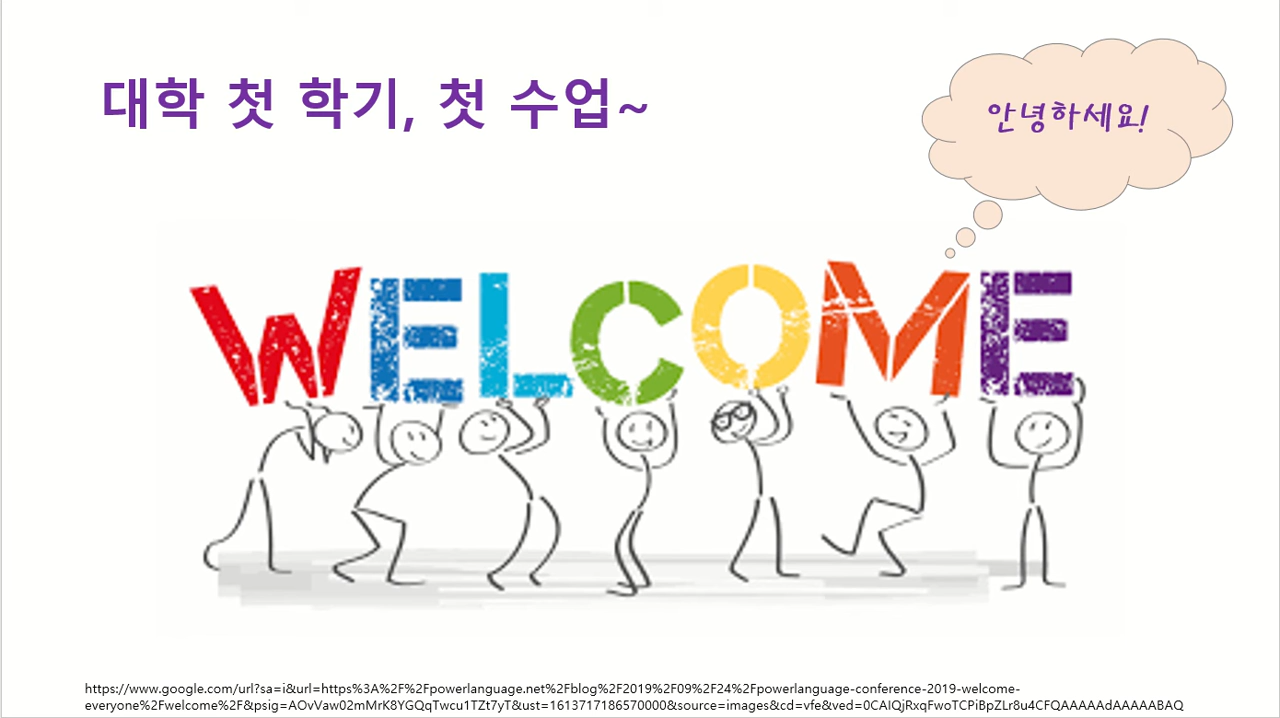 대학 첫 학기, 첫 수업~
안녕하세요!
WELCOME
https://www.google.com/url?sa=i&url=https%3A%2F%2Fpowerlanguage.net%2Fblog%2F2019%2F09%2F24%2Fpowerlanguage-conference-2019-welcome-
everyone%2Fwelcome%2F&psig=AOvVaw02mMrK8YGQqTwcu1TZt7yT&ust=1613717186570000&source=images&cd=vfe&ved=0CAIQjRxqFwoTCPiBpZLr8u4CFQAAAAAdAAAAABAQ